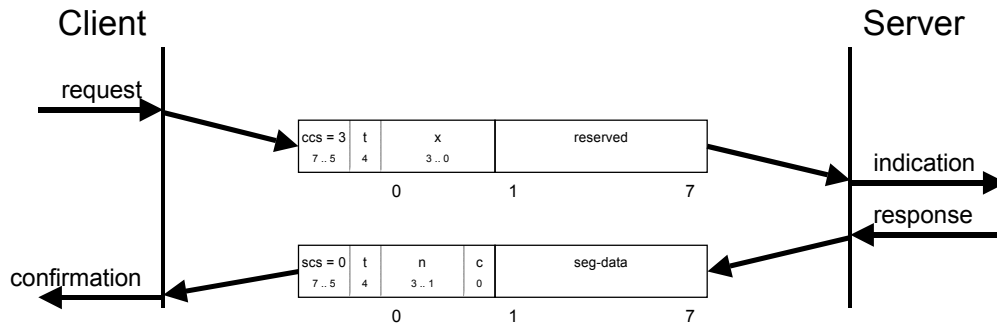 Client Server
request
ccs = 3 t x reserved
7 .. 5 4 3 .. 0
indication
0 1 7
response
scs = 0 t n c seg-data
confirmation
7 .. 5 4 3 .. 1 0
0 1 7